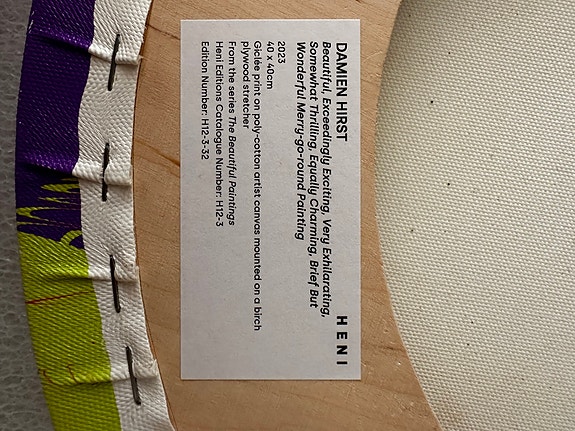 DAMIEN HIRST
Beautiful, Exceedingly Exciting, Very Exhilarating,
Somewhat Thrilling, Equally Charming, Brief But
Wonderful Merry-go-round Painting
2023
40 x 40cm
Giclée print on poly-cotton artist canvas mounted on a birch
plywood stretcher
From the series The Beautiful Paintings
Heni Editions Catalogue Number: H12-3
Edition Number: H12-3-32
HENI